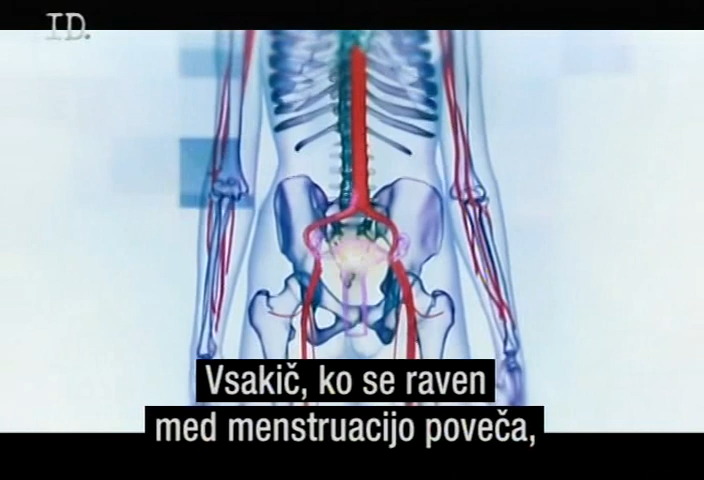 ID.
Vsakič, ko se raven
med menstruacijo poveča,